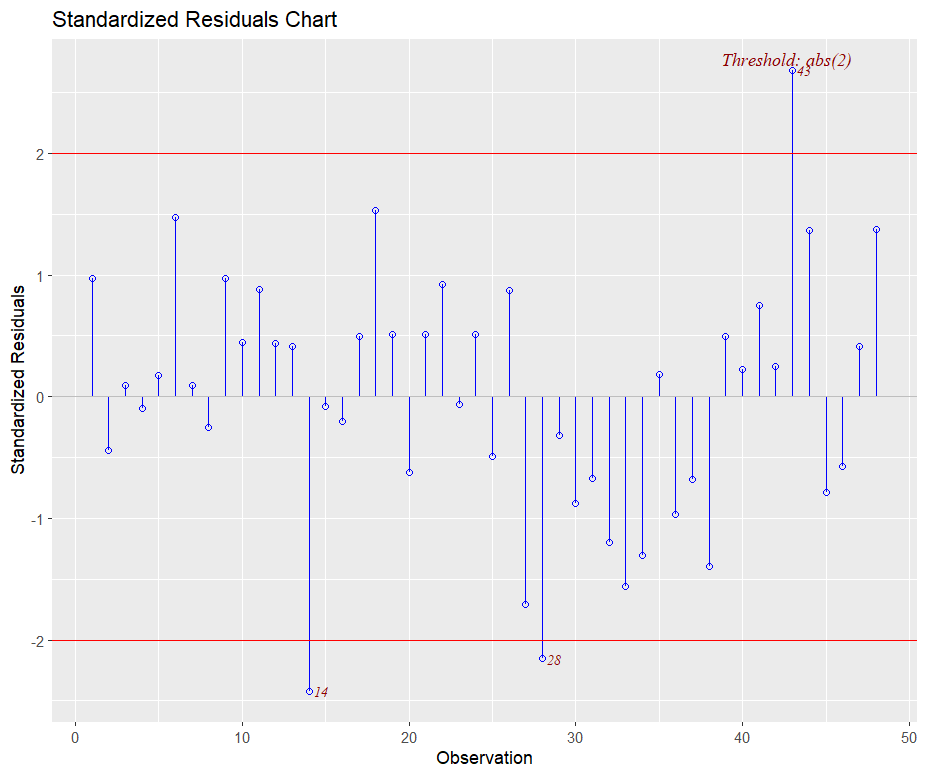 Standardized Residuals Chart
Threshold: abs(2)
43
2
1
0
-1
-2
28
14
0 10 20 30 40 50
Observation
Standardized Residuals